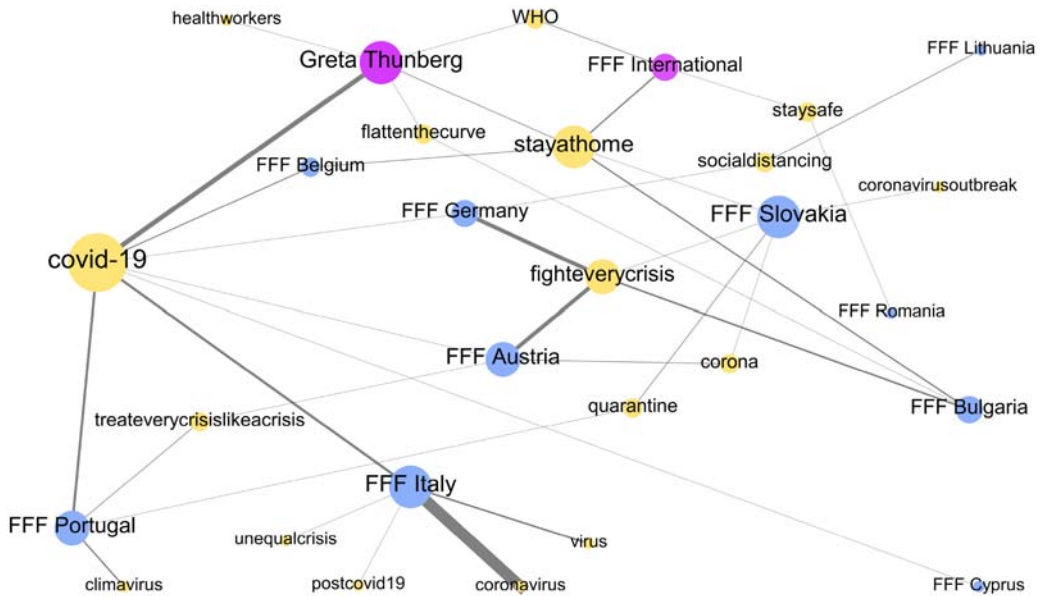 healthworkers
WHO
Greta Thunberg
FFF International
FFF Lithuania
staysafe
flattenthecurve
stayathome
FFF Belgium
socialdistancing
coronavirusoutbreak
FFF Germany
FFF Slovakia
covid-19
fighteverycrisis
FFF Romania
FFF Austria
corona
quarantine
FFF Bulgaria
treateverycrisislikeacrisis
FFF Italy
FFF Portugal
unequalcrisis
virus
climavirus
postcovid19
coronavirus
FFF Cyprus